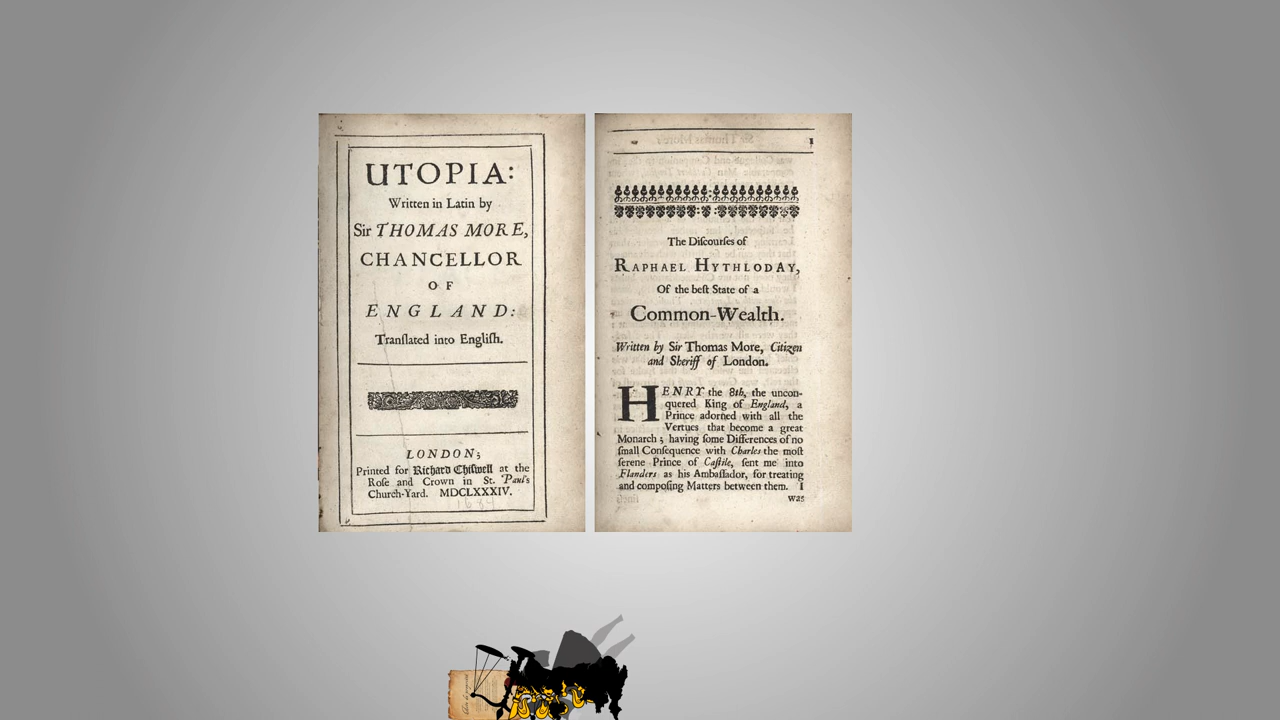 UTOPIA:
Written in Latin by
Sir THOMAS MORE,
CHANCELLOR
OF
ENGLAND:
Tranſlated into Engliſh.
LONDON;
Printed for Richard Chiſwell at the
Roſe and Crown in St. Paul's
Church-Yard. MDCLXXXIV.
1684
1
The Diſcourſes of
RAPHAEL HYTHLODAY,
Of the beſt State of a
Common-Wealth.
Written by Sir Thomas More, Citizen
and Sheriff of London.
HENRY the 8th, the uncon-
quered King of England, a
Prince adorned with all the
Vertues that become a great
Monarch; having ſome Differences of no
ſmall Conſequence with Charles the moſt
ſerene Prince of Caſtile, ſent me into
Flanders as his Ambaſſador, for treating
and compoſing Matters between them. I
was